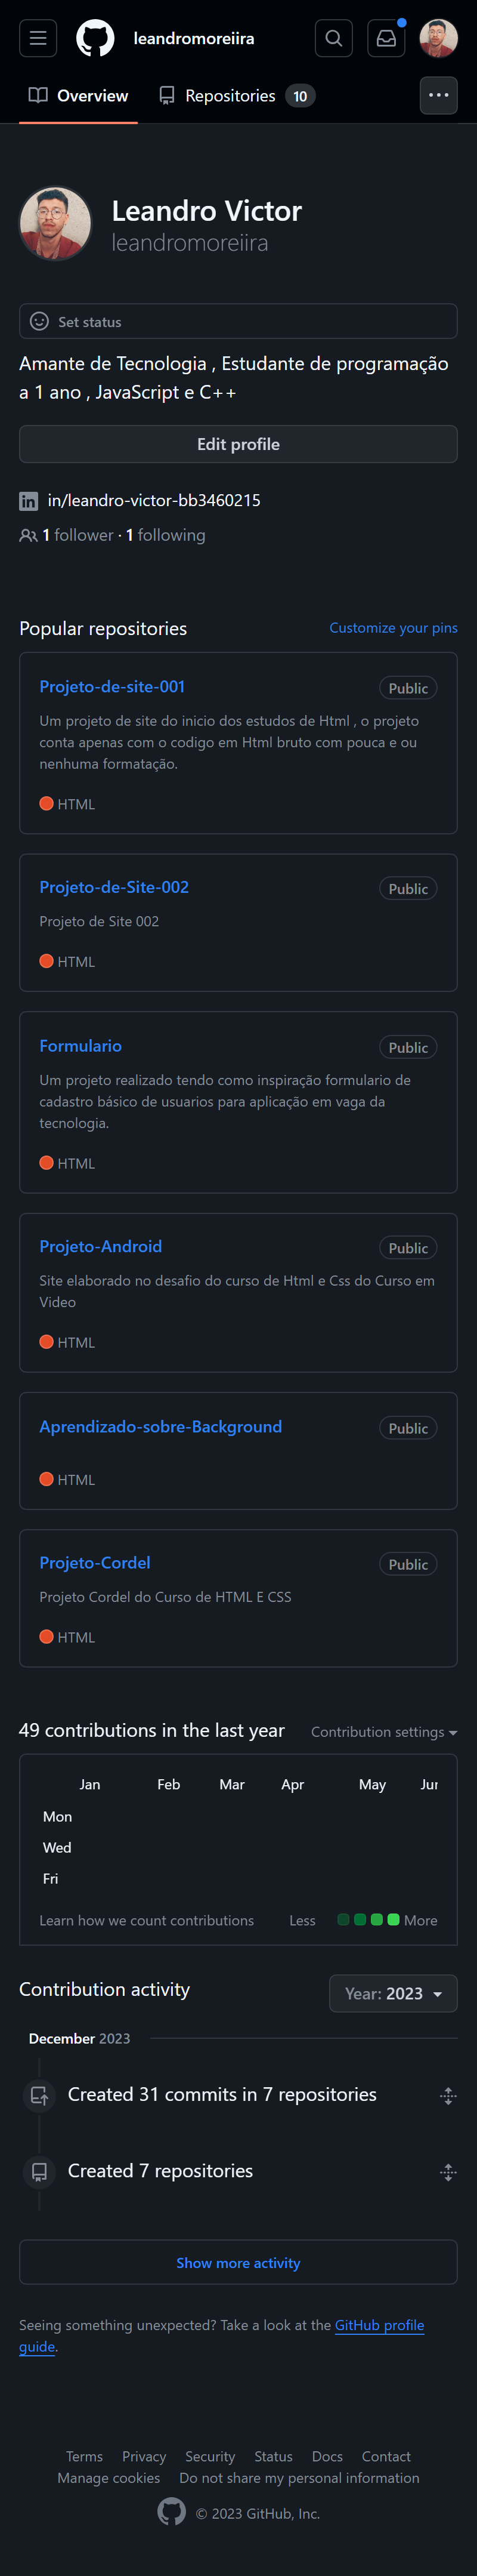 leandromoreiira
Overview
Repositories 10
Leandro Victor
leandromoreiira
Set status
Amante de Tecnologia , Estudante de programação
a 1 ano , JavaScript e C++
Edit profile
in/leandro-victor-bb3460215
1 follower · 1 following
Popular repositories
Customize your pins
Projeto-de-site-001
Public
Um projeto de site do inicio dos estudos de Html , o projeto
conta apenas com o codigo em Html bruto com pouca e ou
nenhuma formatação.
HTML
Projeto-de-Site-002
Public
Projeto de Site 002
HTML
Formulario
Public
Um projeto realizado tendo como inspiração formulario de
cadastro básico de usuarios para aplicação em vaga da
tecnologia.
HTML
Projeto-Android
Public
Site elaborado no desafio do curso de Html e Css do Curso em
Video
HTML
Aprendizado-sobre-Background
Public
HTML
Projeto-Cordel
Public
Projeto Cordel do Curso de HTML E CSS
HTML
49 contributions in the last year
Contribution settings
Jan Feb Mar Apr May Jun
Mon
Wed
Fri
Learn how we count contributions
Less
More
Contribution activity
Year: 2023
December 2023
Created 31 commits in 7 repositories
Created 7 repositories
Show more activity
Seeing something unexpected? Take a look at the GitHub profile
guide.
Terms Privacy Security Status Docs Contact
Manage cookies Do not share my personal information
© 2023 GitHub, Inc.